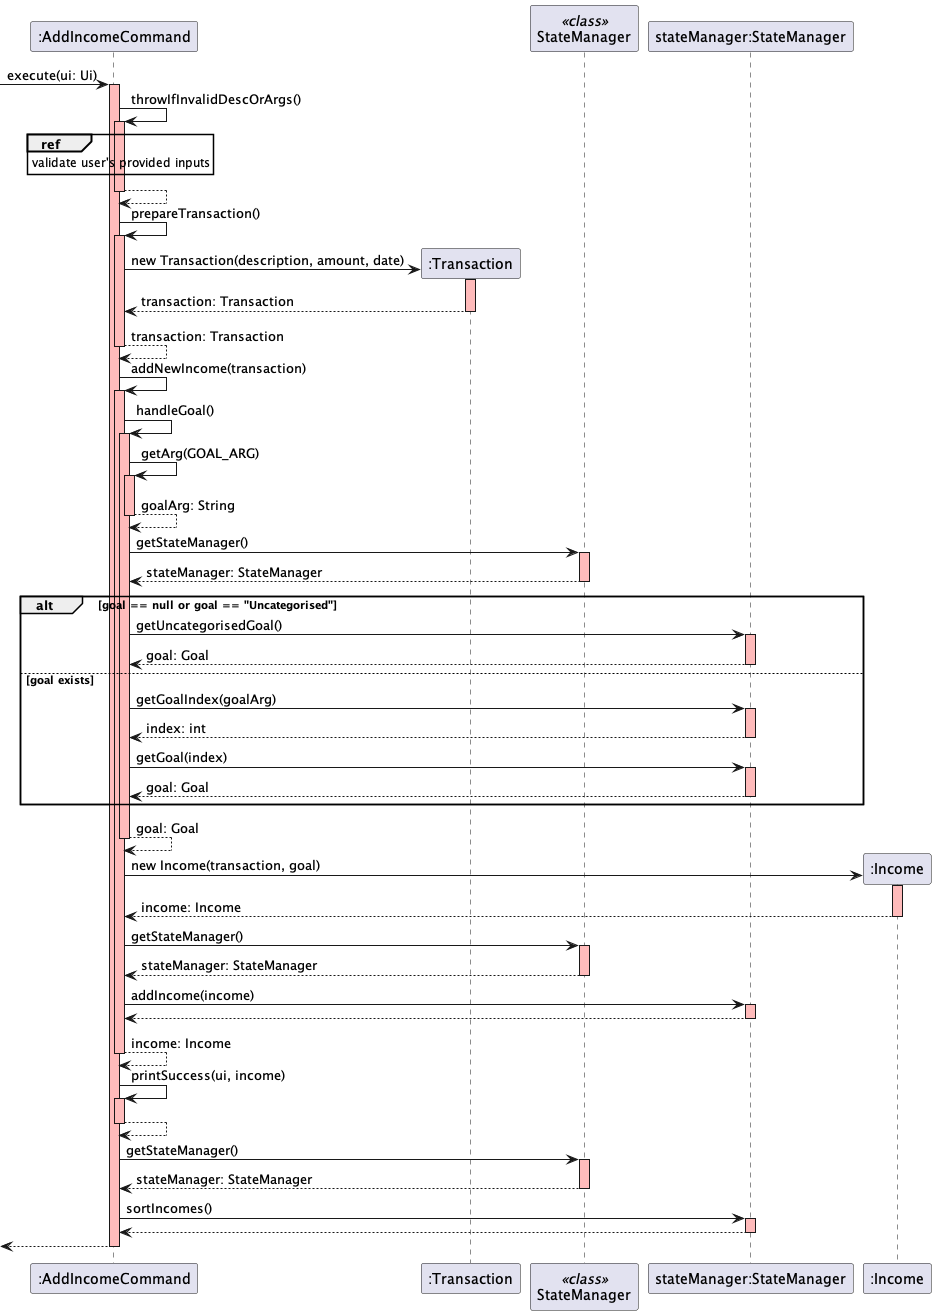 «class»
:AddIncomeCommand
StateManager
stateManager:StateManager
execute(ui: Ui)
throwIfInvalidDescOrArgs()
ref
validate user's provided inputs
prepareTransaction()
new Transaction(description, amount, date)
:Transaction
transaction: Transaction
transaction: Transaction
addNewIncome(transaction)
handleGoal()
getArg(GOAL_ARG)
goalArg: String
getStateManager()
stateManager: StateManager
alt
[goal == null or goal == "Uncategorised"]
getUncategorisedGoal()
goal: Goal
[goal exists]
getGoalIndex(goalArg)
index: int
getGoal(index)
goal: Goal
goal: Goal
new Income(transaction, goal)
:Income
income: Income
getStateManager()
stateManager: StateManager
addIncome(income)
income: Income
printSuccess(ui, income)
getStateManager()
stateManager: StateManager
sortIncomes()
:AddIncomeCommand
:Transaction
«class»
StateManager
stateManager:StateManager
:Income